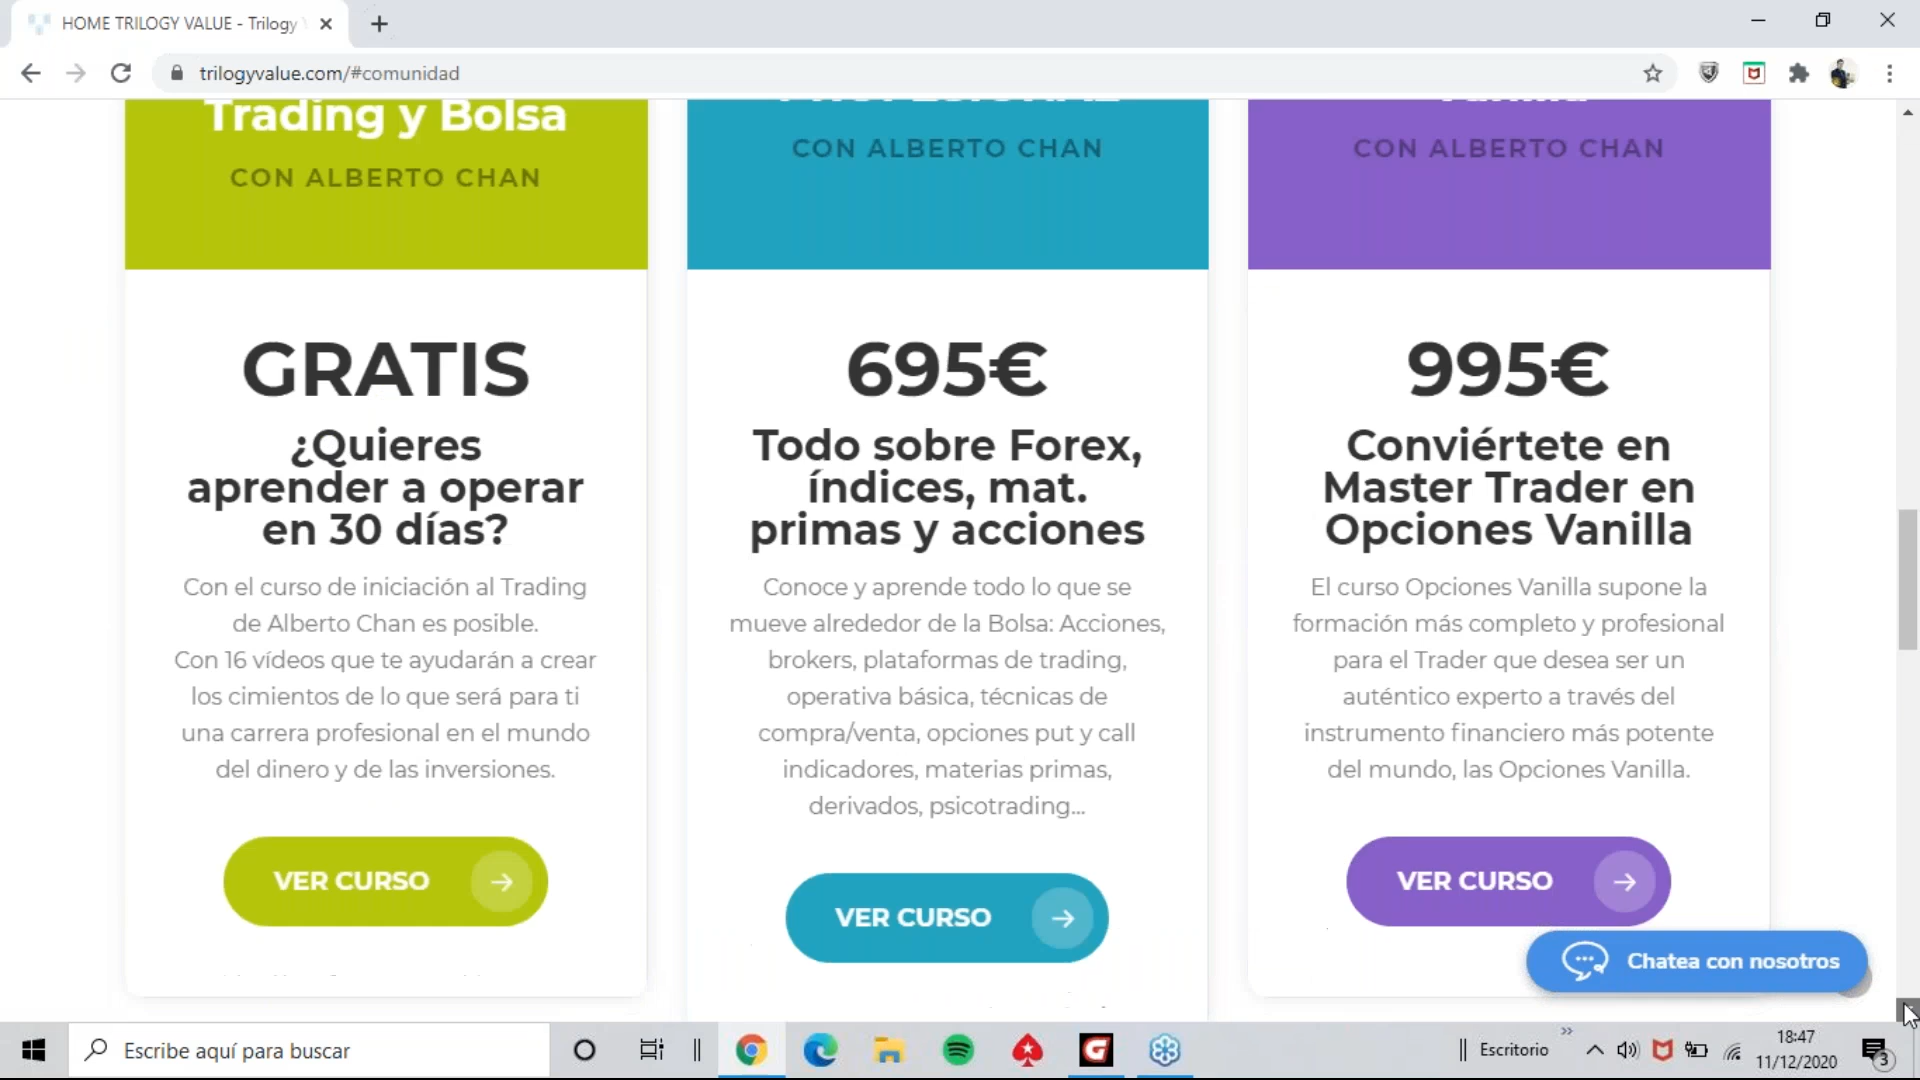 HOME TRILOGY VALUE - Trilogy
trilogyvalue.com/#comunidad
Trading y Bolsa
CON ALBERTO CHAN
GRATIS
¿Quieres
aprender a operar
en 30 días?
Con el curso de iniciación al Trading
de Alberto Chan es posible.
Con 16 vídeos que te ayudarán a crear
los cimientos de lo que será para ti
una carrera profesional en el mundo
del dinero y de las inversiones.
VER CURSO
CON ALBERTO CHAN
695€
Todo sobre Forex,
índices, mat.
primas y acciones
Conoce y aprende todo lo que se
mueve alrededor de la Bolsa: Acciones,
brokers, plataformas de trading,
operativa básica, técnicas de
compra/venta, opciones put y call
indicadores, materias primas,
derivados, psicotrading...
VER CURSO
CON ALBERTO CHAN
995€
Conviértete en
Master Trader en
Opciones Vanilla
El curso Opciones Vanilla supone la
formación más completo y profesional
para el Trader que desea ser un
auténtico experto a través del
instrumento financiero más potente
del mundo, las Opciones Vanilla.
VER CURSO
Chatea con nosotros
Escribe aquí para buscar
Escritorio
18:47
11/12/2020
3